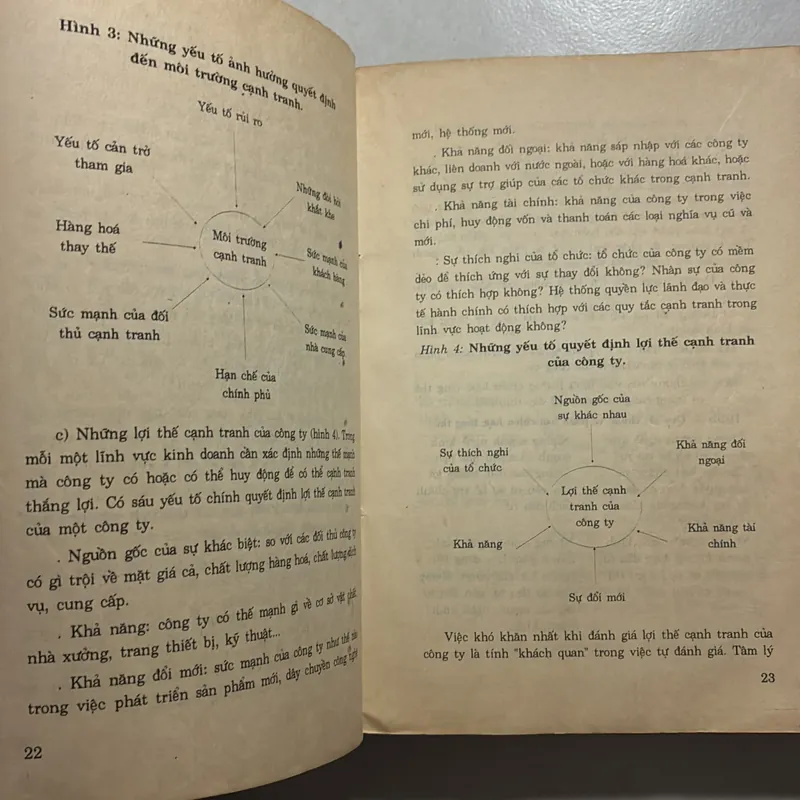 Hình 3: Những yếu tố ảnh hưởng quyết định
đến môi trường cạnh tranh.
Yếu tố rủi ro
Yếu tố cản trở
tham gia
Những đòi hỏi
khắt khe
Hàng hoá
thay thế
Môi trường
cạnh tranh
Sức mạnh của
khách hàng
Sức mạnh của đối
thủ cạnh tranh
Sức mạnh của
nhà cung cấp.
Hạn chế của
chính phủ
c) Những lợi thế cạnh tranh của công ty (hình 4). Trong
mỗi một lĩnh vực kinh doanh cần xác định những thế mạnh
mà công ty có hoặc có thể huy động để có thể cạnh tranh
thắng lợi. Có sáu yếu tố chính quyết định lợi thế cạnh tranh
của một công ty.
. Nguồn gốc của sự khác biệt: so với các đối thủ công ty
có gì trội về mặt giá cả, chất lượng hàng hoá, chất lượng dịch
vụ, cung cấp.
. Khả năng: công ty có thế mạnh gì về cơ sở vật chất,
nhà xưởng, trang thiết bị, kỹ thuật...
. Khả năng đổi mới: sức mạnh của công ty như thế nào
trong việc phát triển sản phẩm mới, dây chuyền công nghệ
22
mới, hệ thống mới.
. Khả năng đối ngoại: khả năng sáp nhập với các công ty
khác, liên doanh với nước ngoài, hoặc với hàng hoá khác, hoặc
sử dụng sự trợ giúp của các tổ chức khác trong cạnh tranh.
. Khả năng tài chính: khả năng của công ty trong việc
chi phí, huy động vốn và thanh toán các loại nghĩa vụ cũ và
mới.
: Sự thích nghi của tổ chức: tổ chức của công ty có mềm
dẻo để thích ứng với sự thay đổi không? Nhân sự của công
ty có thích hợp không? Hệ thống quyền lực lãnh đạo và thực
tế hành chính có thích hợp với các quy tắc cạnh tranh trong
lĩnh vực hoạt động không?
Hình 4: Những yếu tố quyết định lợi thế cạnh tranh
của công ty.
Nguồn gốc của
sự khác nhau
Sự thích nghi
của tổ chức
Khả năng đối
ngoại
Lợi thế cạnh
tranh của
công ty
Khả năng
Khả năng tài
chính
Sự đổi mới
Việc khó khăn nhất khi đánh giá lợi thế cạnh tranh của
công ty là tính "khách quan" trong việc tự đánh giá. Tâm lý
23